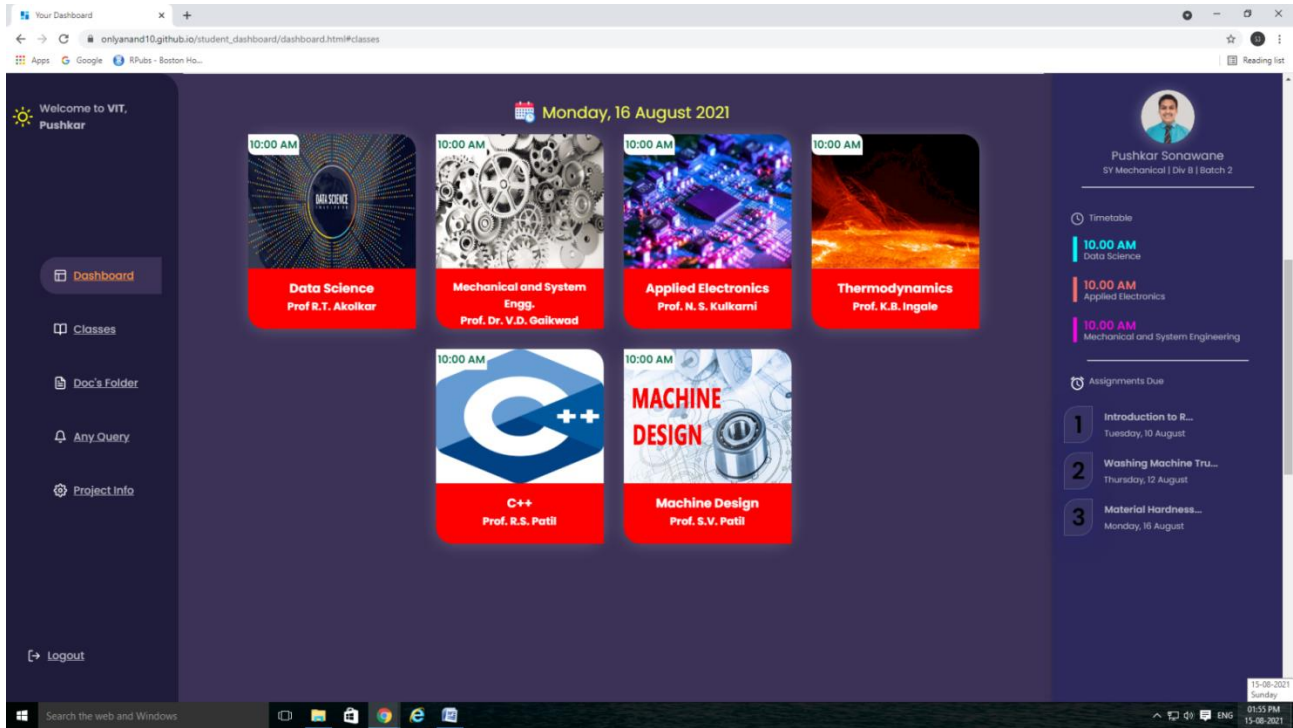 Your Dashboard
onlyanand10.github.io/student_dashboard/dashboard.html#classes
Apps
Google
RPubs - Boston Ho...
Reading list
Welcome to VIT,
Pushkar
Dashboard
Classes
Doc's Folder
Any Query
Project Info
Logout
Monday, 16 August 2021
10:00 AM
DATA SCIENCE
Data Science
Prof R.T. Akolkar
10:00 AM
Mechanical and System
Engg.
Prof. Dr. V.D. Gaikwad
10:00 AM
Applied Electronics
Prof. N. S. Kulkarni
10:00 AM
Thermodynamics
Prof. K.B. Ingale
10:00 AM
C++
C++
Prof. R.S. Patil
10:00 AM
MACHINE
DESIGN
Machine Design
Prof. S.V. Patil
Pushkar Sonawane
SY Mechanical | Div B | Batch 2
Timetable
10.00 AM
Data Science
10.00 AM
Applied Electronics
10.00 AM
Mechanical and System Engineering
Assignments Due
1
Introduction to R...
Tuesday, 10 August
2
Washing Machine Tru...
Thursday, 12 August
3
Material Hardness...
Monday, 16 August
15-08-2021
Sunday
Search the web and Windows
ENG
01:55 PM
15-08-2021